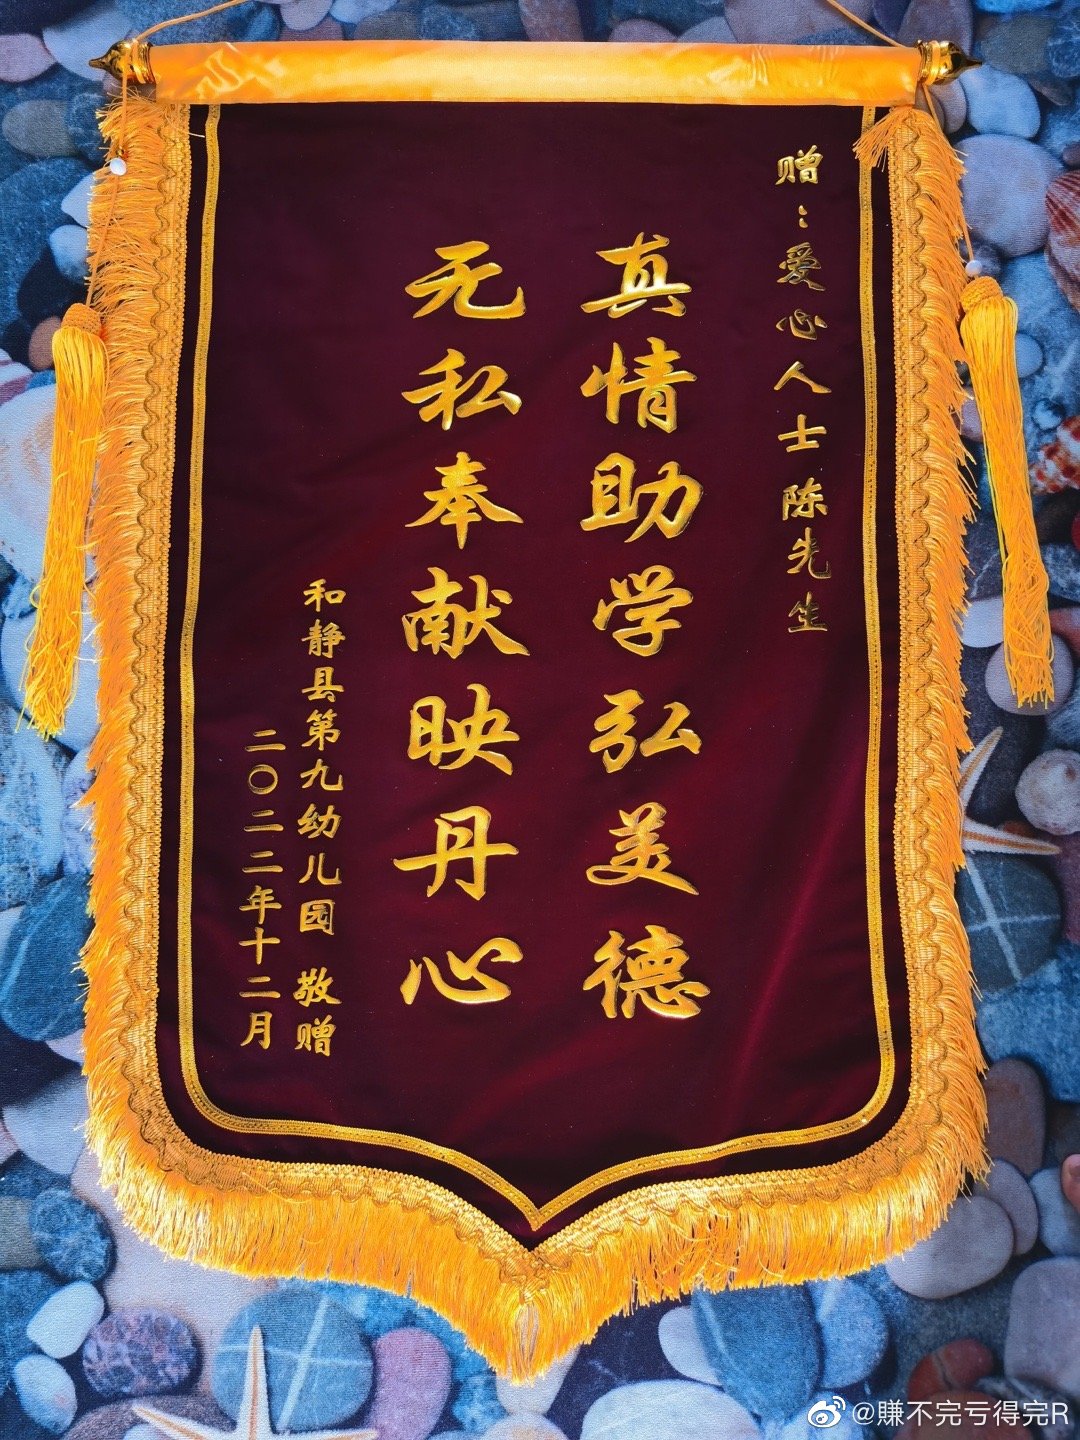 赠：爱心人士陈先生
真情助学弘美德
无私奉献映丹心
和静县第九幼儿园 敬赠
二〇二二年十二月
@賺不完亏得完R